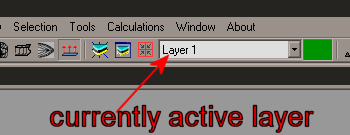 Selection Tools Calculations Window About
Layer 1
currently active layer